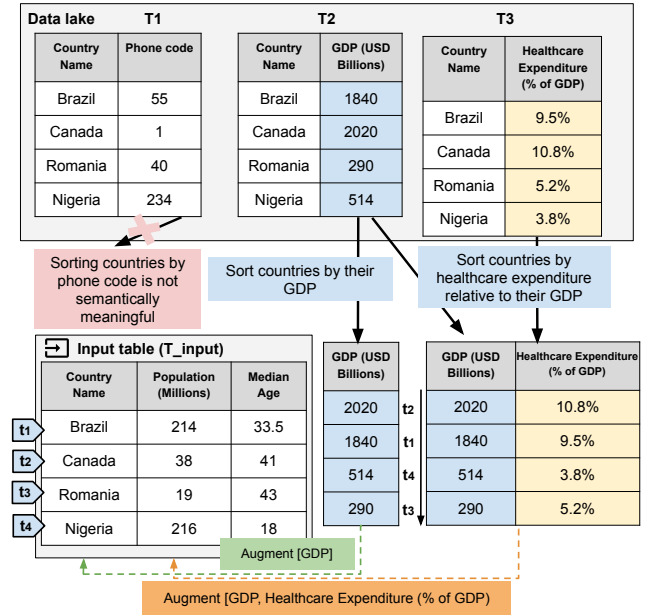 Data lake
T1
T2
T3
Country Name
Phone code
Brazil 55
Canada 1
Romania 40
Nigeria 234
Country Name
GDP (USD Billions)
Brazil 1840
Canada 2020
Romania 290
Nigeria 514
Country Name
Healthcare Expenditure (% of GDP)
Brazil 9.5%
Canada 10.8%
Romania 5.2%
Nigeria 3.8%
Sorting countries by
phone code is not
semantically
meaningful
Sort countries by their
GDP
Sort countries by
healthcare expenditure
relative to their GDP
Input table (T_input)
Country Name
Population (Millions)
Median Age
t1 Brazil 214 33.5
t2 Canada 38 41
t3 Romania 19 43
t4 Nigeria 216 18
GDP (USD Billions)
2020
1840
514
290
GDP (USD Billions)
Healthcare Expenditure (% of GDP)
t2 2020 10.8%
t1 1840 9.5%
t4 514 3.8%
t3 290 5.2%
Augment [GDP]
Augment [GDP, Healthcare Expenditure (% of GDP)